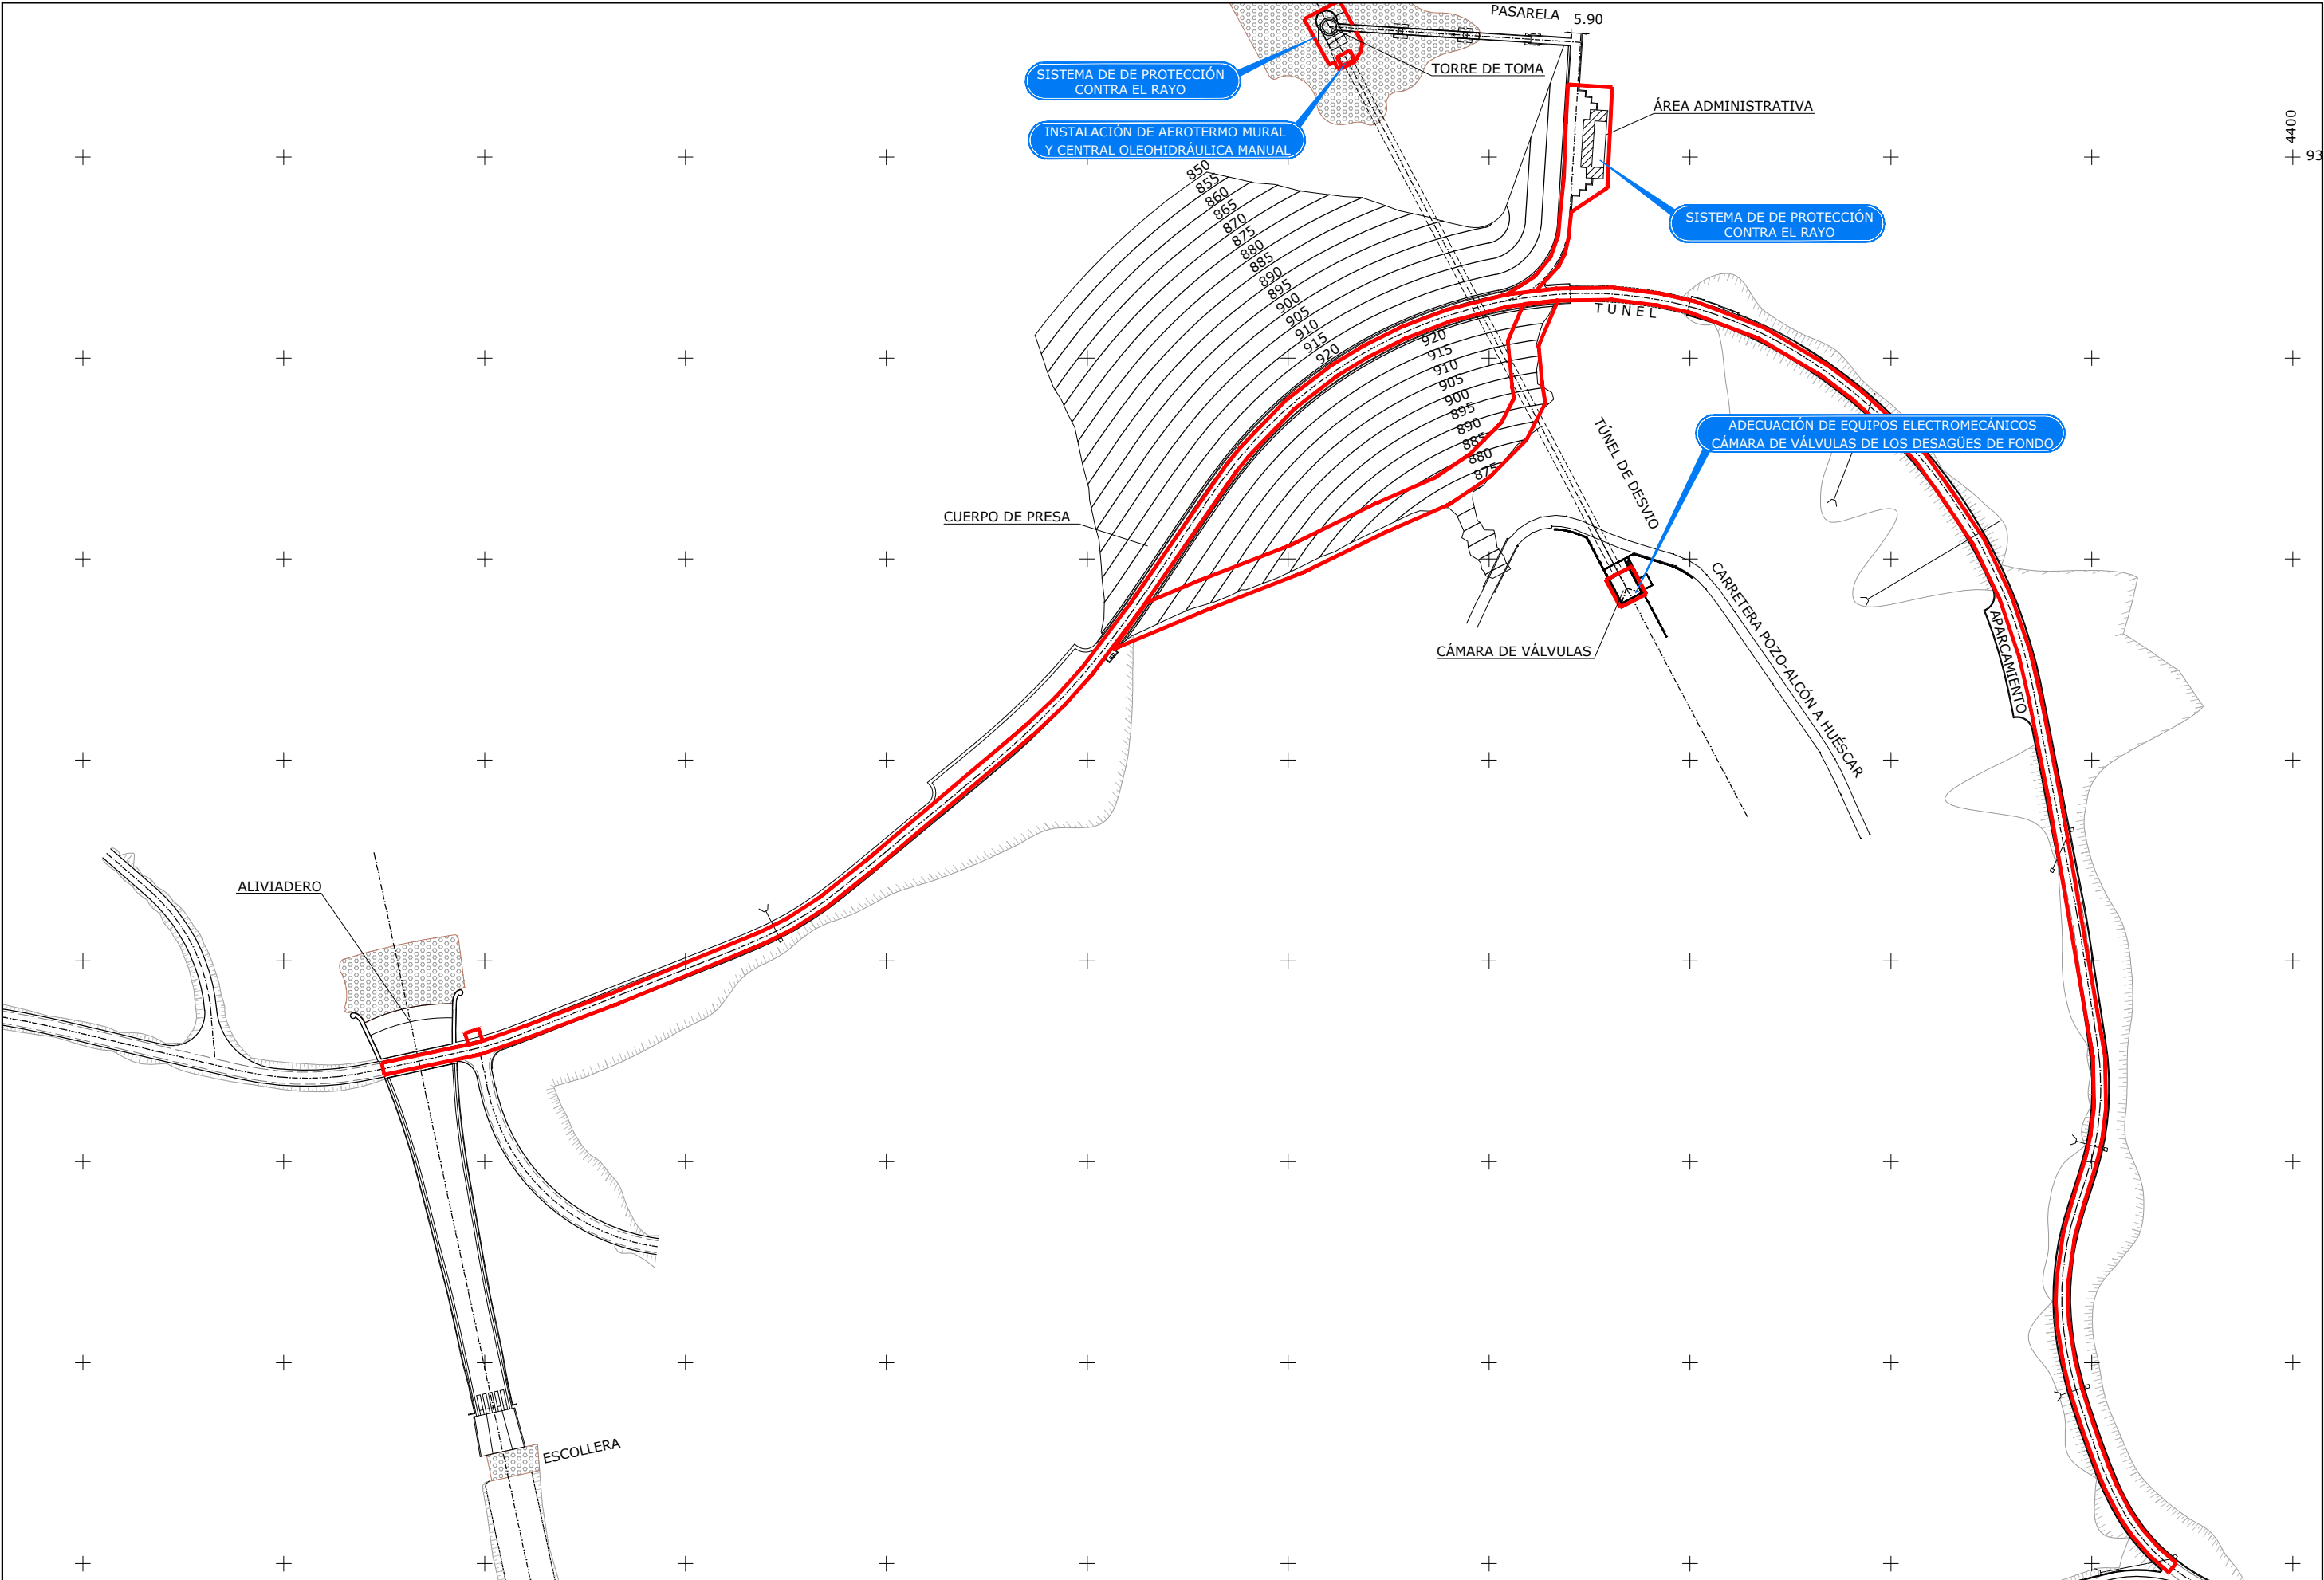 PASARELA
5.90
SISTEMA DE DE PROTECCIÓN
CONTRA EL RAYO
TORRE DE TOMA
ÁREA ADMINISTRATIVA
INSTALACIÓN DE AEROTERMO MURAL
Y CENTRAL OLEOHIDRÁULICA MANUAL
4400
93
SISTEMA DE DE PROTECCIÓN
CONTRA EL RAYO
850
855
860
865
870
875
880
885
890
895
900
905
910
915
920
TÚNEL
920
915
910
905
900
895
890
885
880
875
ADECUACIÓN DE EQUIPOS ELECTROMECÁNICOS
CÁMARA DE VÁLVULAS DE LOS DESAGÜES DE FONDO
TÚNEL DE DESVIO
CUERPO DE PRESA
CARRETERA POZO-ALCÓN A HUÉSCAR
APARCAMIENTO
CÁMARA DE VÁLVULAS
ALIVIADERO
ESCOLLERA